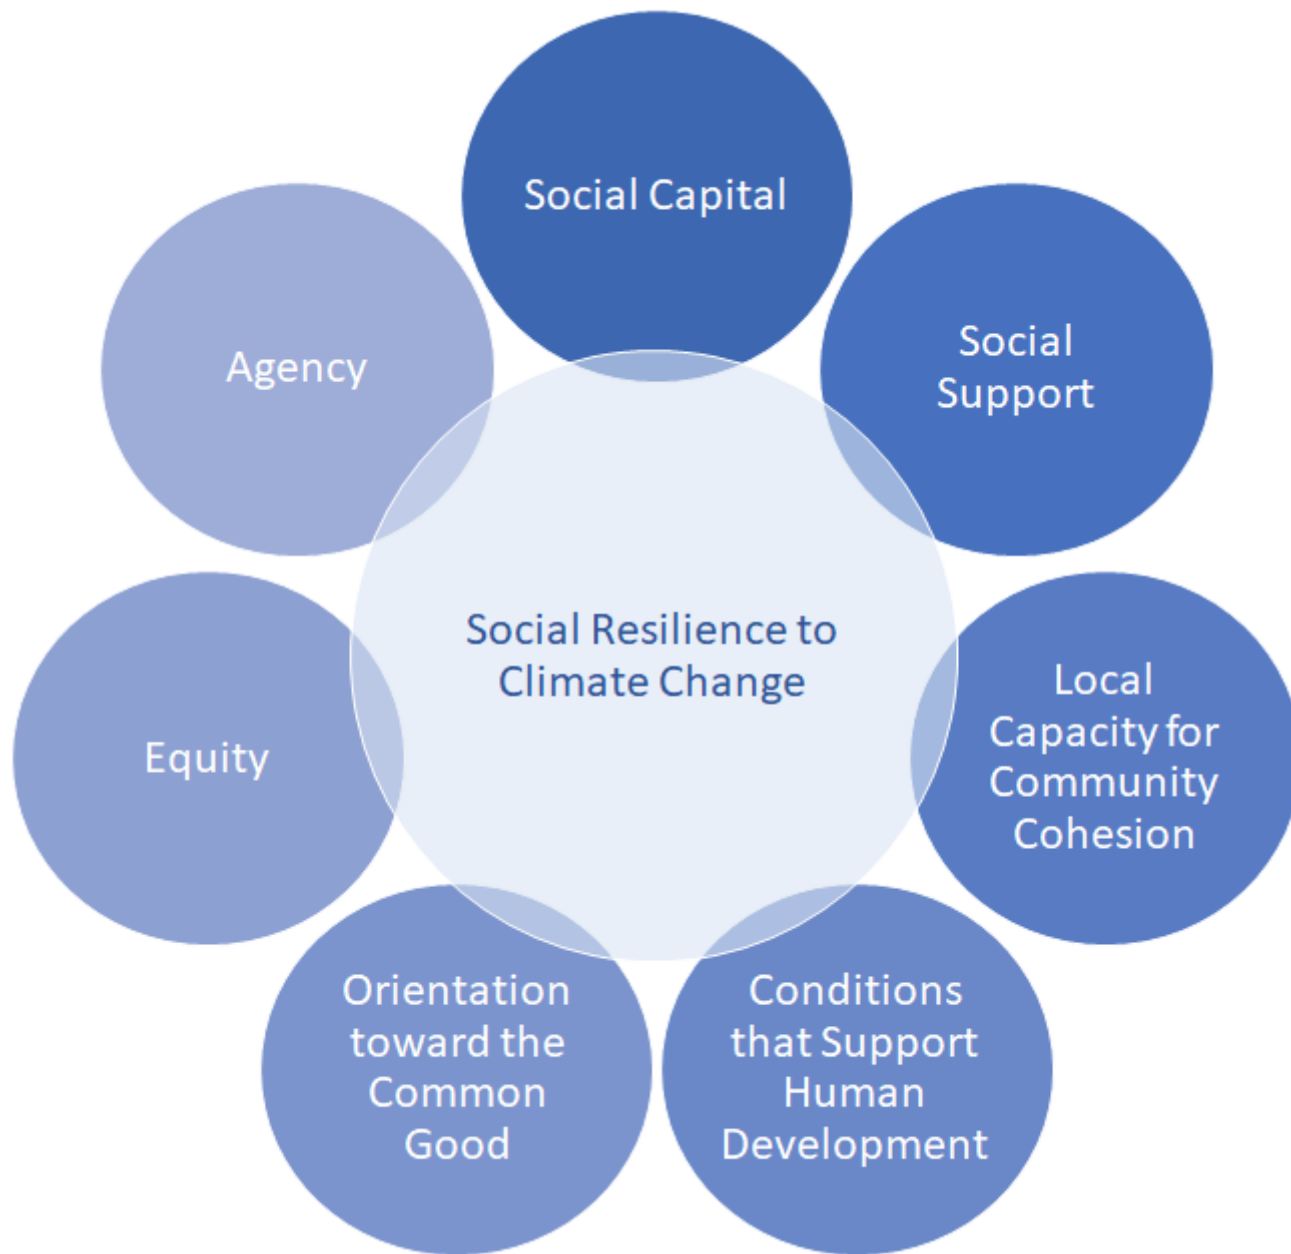 Social Capital
Social
Support
Local
Capacity for
Community
Cohesion
Conditions
that Support
Human
Development
Orientation
toward the
Common
Good
Equity
Agency
Social Resilience to
Climate Change